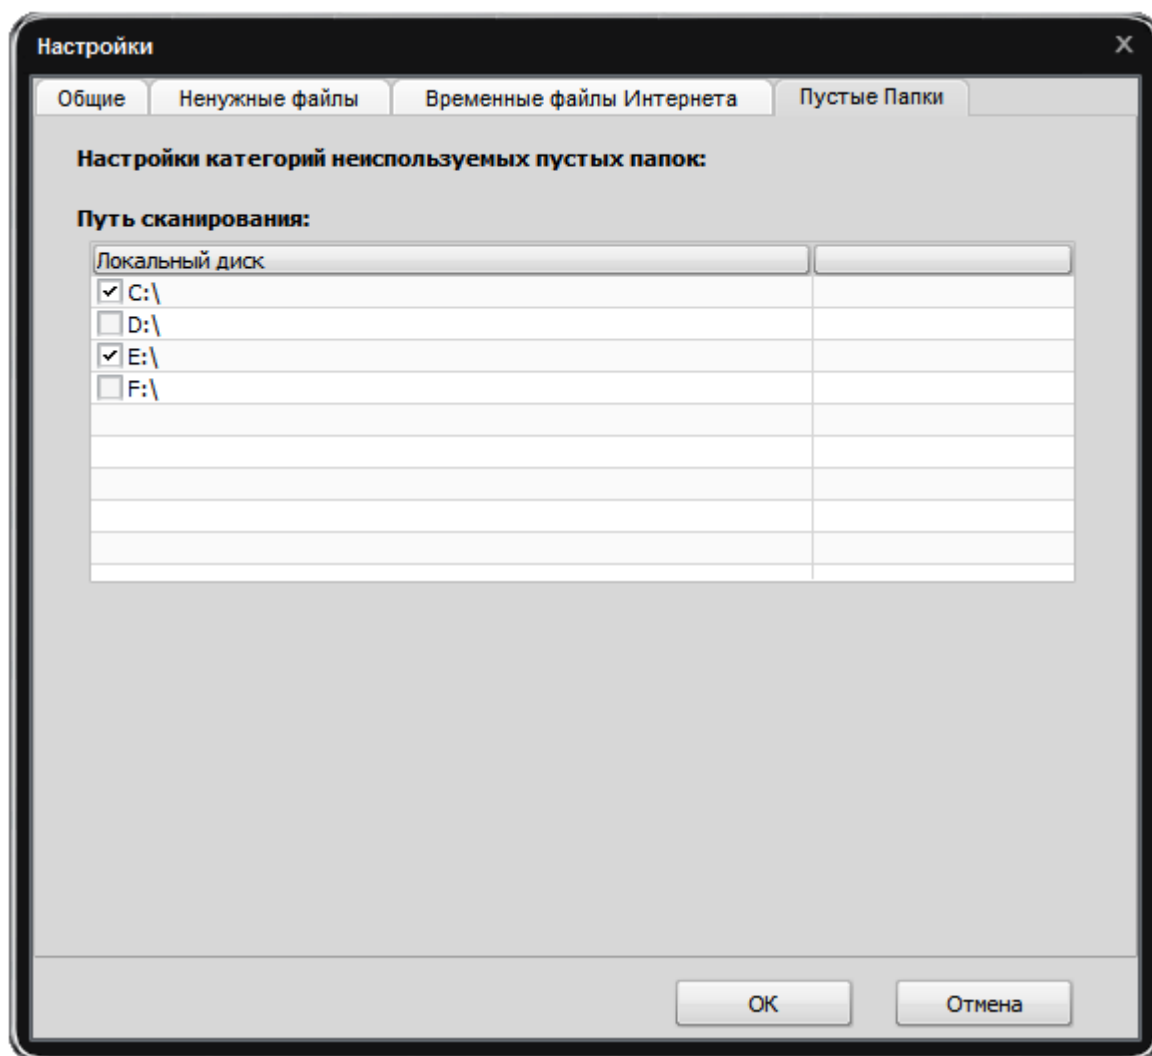 Настройки
X
Общие Ненужные файлы Временные файлы Интернета Пустые Папки
Настройки категорий неиспользуемых пустых папок:
Путь сканирования:
Локальный диск
C:\
D:\
E:\
F:\
OK Отмена